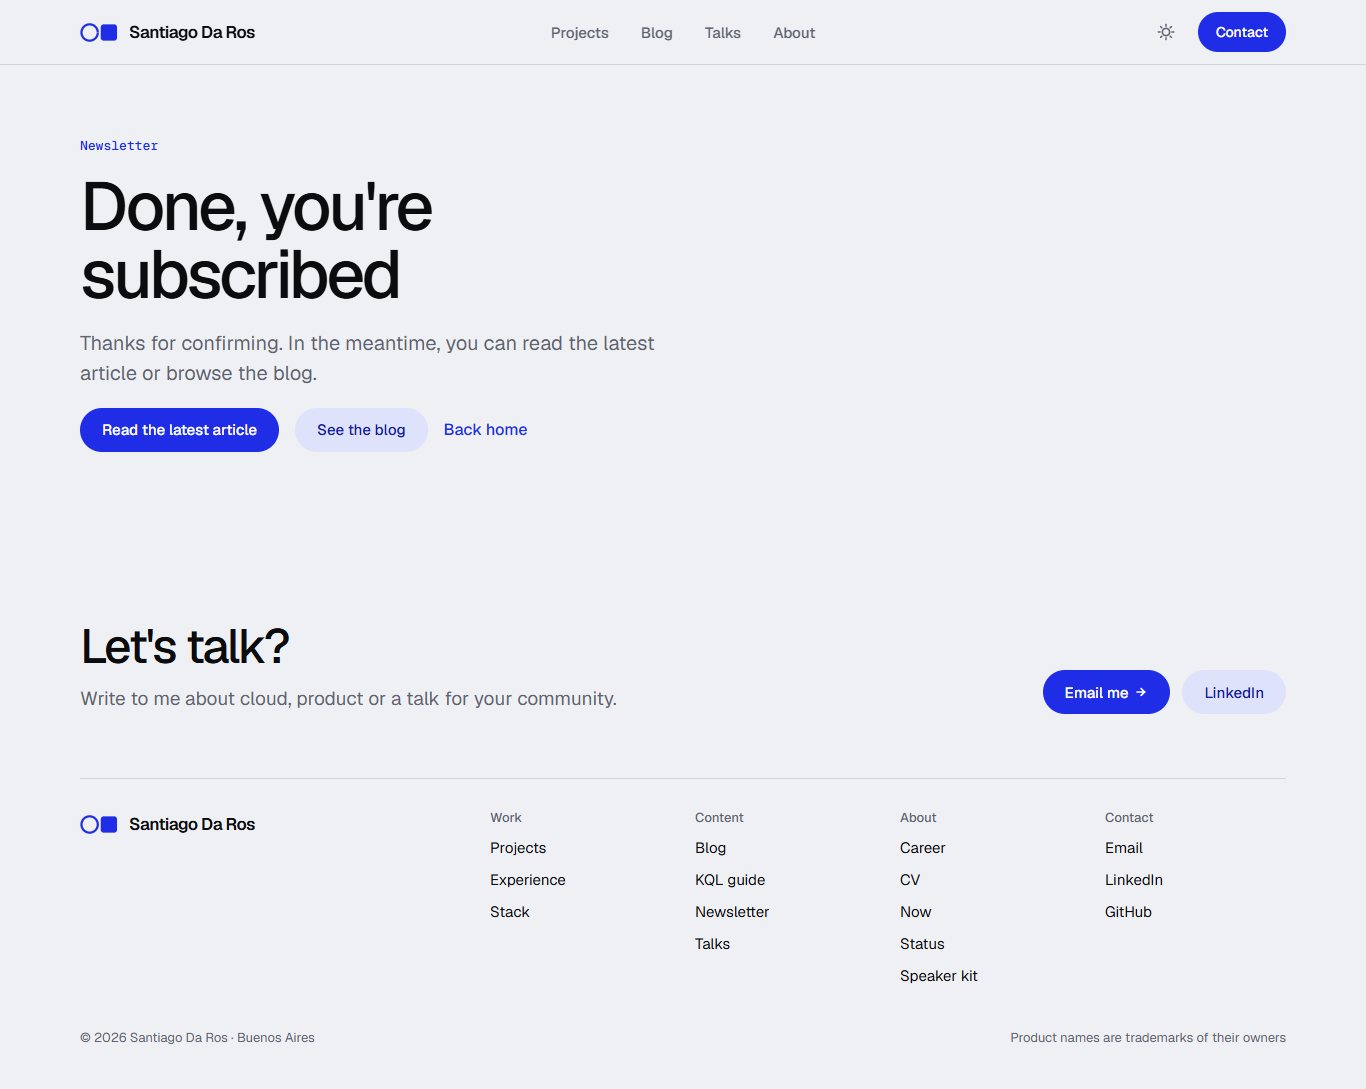 Santiago Da Ros
Projects Blog Talks About
Contact
Newsletter
Done, you're
subscribed
Thanks for confirming. In the meantime, you can read the latest
article or browse the blog.
Read the latest article See the blog Back home
Let's talk?
Write to me about cloud, product or a talk for your community.
Email me → LinkedIn
Santiago Da Ros
Work
Projects
Experience
Stack
Content
Blog
KQL guide
Newsletter
Talks
About
Career
CV
Now
Status
Speaker kit
Contact
Email
LinkedIn
GitHub
© 2026 Santiago Da Ros · Buenos Aires
Product names are trademarks of their owners